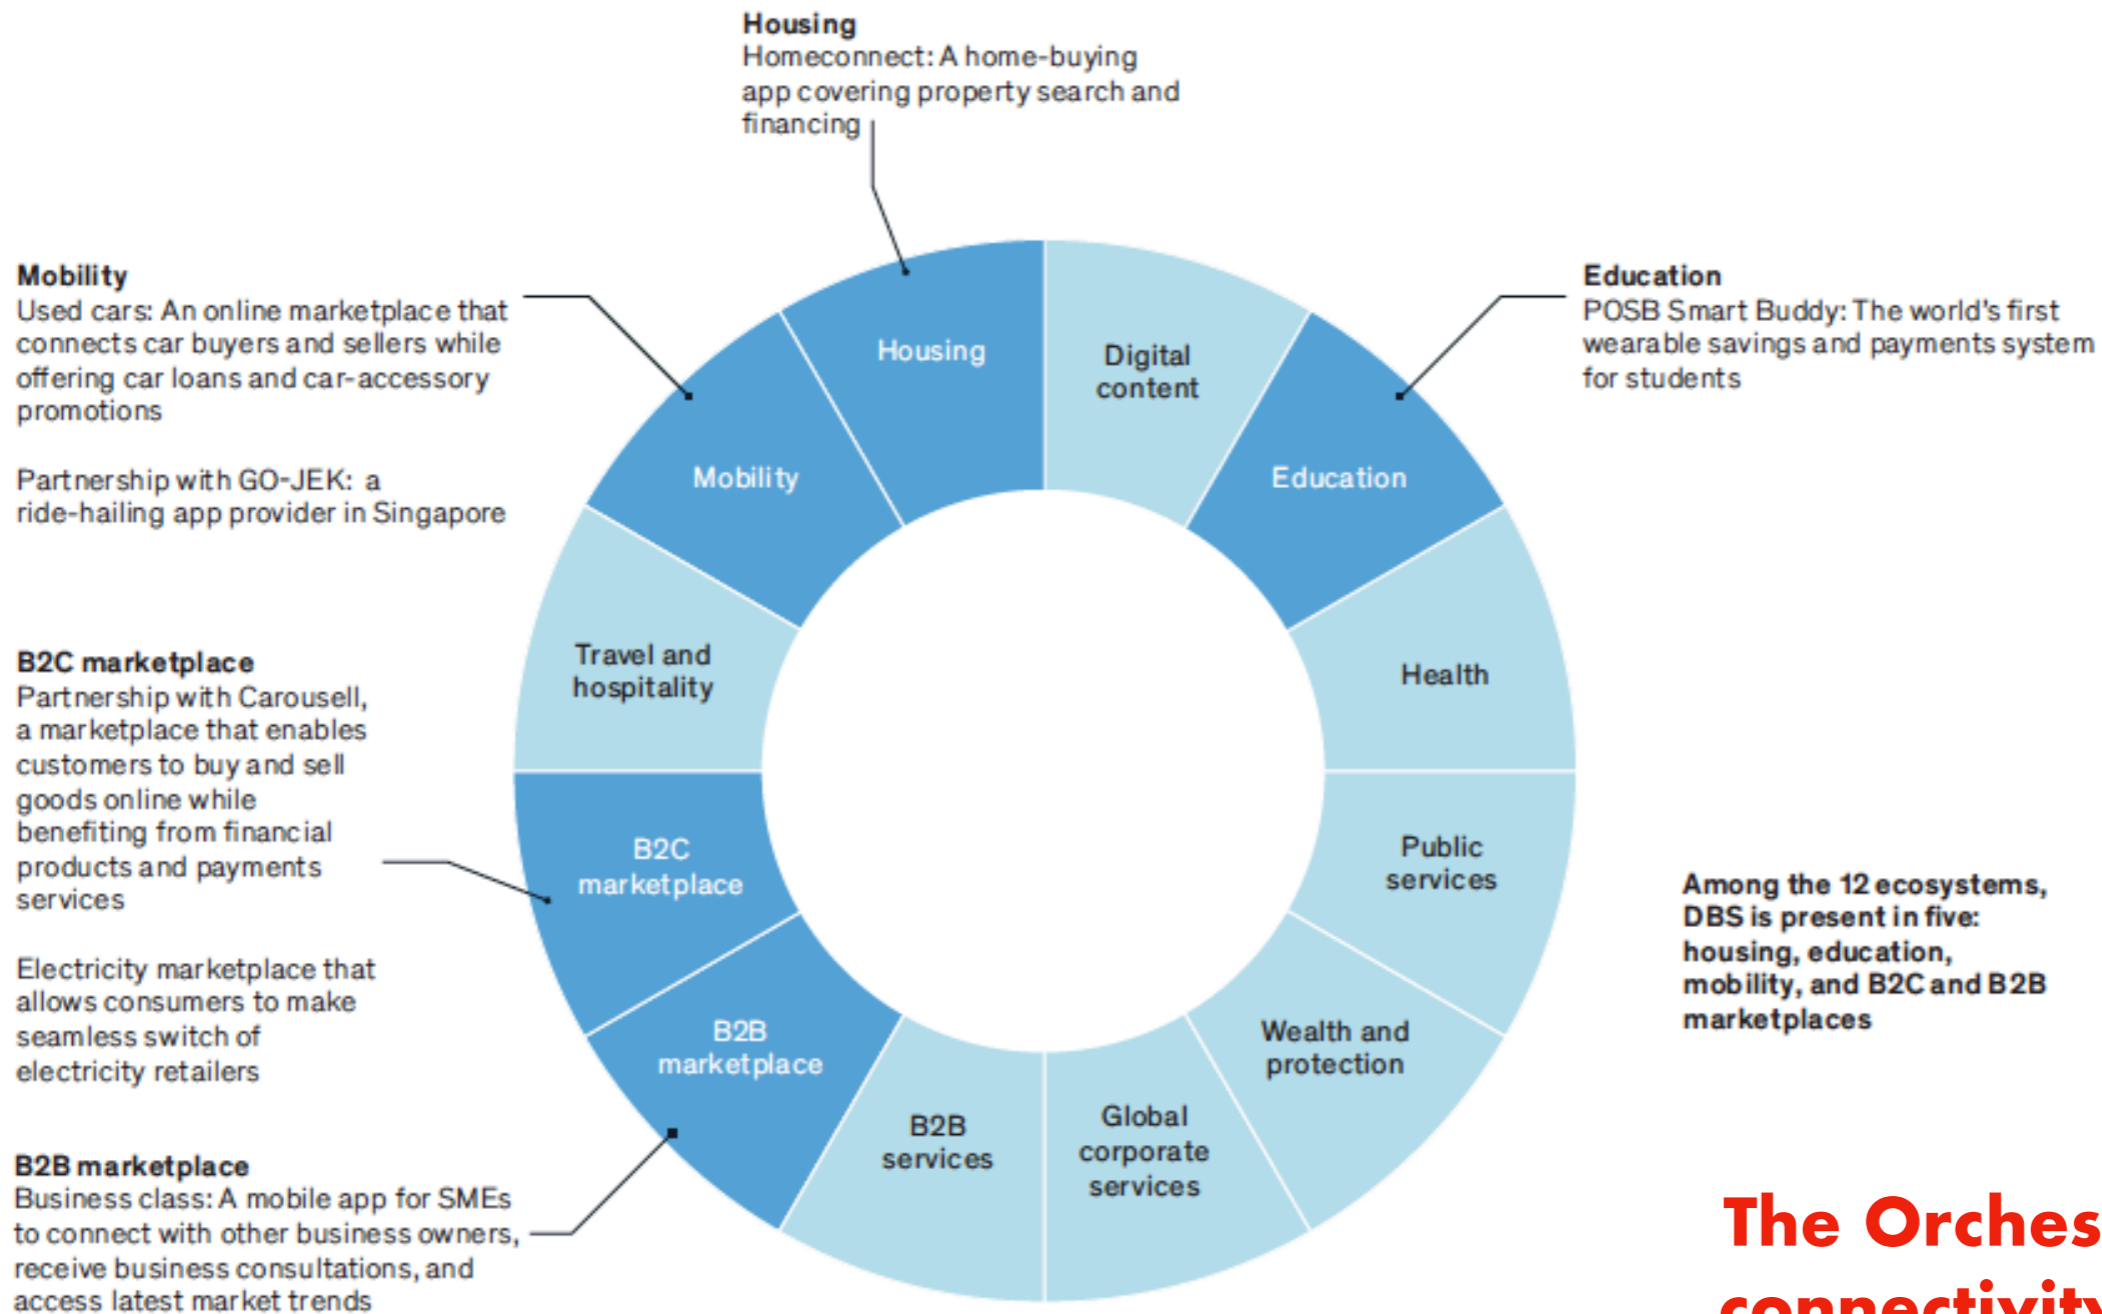 Housing
Homeconnect: A home-buying
app covering property search and
financing
Mobility
Used cars: An online marketplace that
connects car buyers and sellers while
offering car loans and car-accessory
promotions
Partnership with GO-JEK: a
ride-hailing app provider in Singapore
Education
POSB Smart Buddy: The world's first
wearable savings and payments system
for students
Housing
Digital
content
Mobility
Education
Travel and
hospitality
Health
B2C
marketplace
Public
services
B2B
marketplace
Wealth and
protection
B2B
services
Global
corporate
services
B2C marketplace
Partnership with Carousell,
a marketplace that enables
customers to buy and sell
goods online while
benefiting from financial
products and payments
services
Electricity marketplace that
allows consumers to make
seamless switch of
electricity retailers
B2B marketplace
Business class: A mobile app for SMEs
to connect with other business owners,
receive business consultations, and
access latest market trends
Among the 12 ecosystems,
DBS is present in five:
housing, education,
mobility, and B2C and B2B
marketplaces
The Orches
connectivity